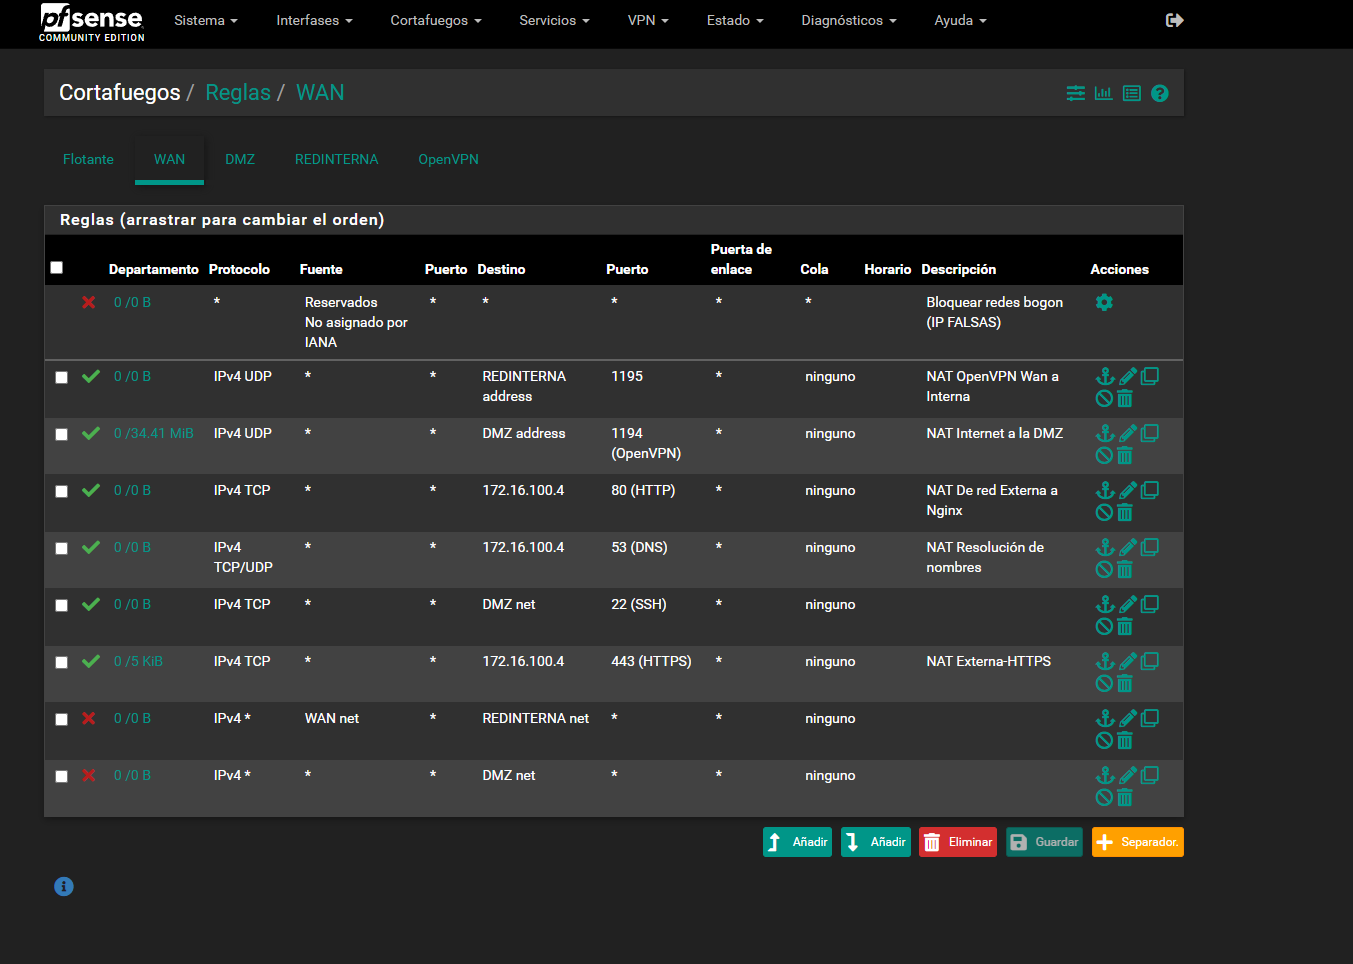 pfsense
COMMUNITY EDITION
Sistema Interfases Cortafuegos Servicios VPN Estado Diagnósticos Ayuda
Cortafuegos / Reglas / WAN
Flotante WAN DMZ REDINTERNA OpenVPN
Reglas (arrastrar para cambiar el orden)
Departamento Protocolo Fuente Puerto Destino Puerto Puerta de enlace Cola Horario Descripción Acciones
0 /0 B * Reservados * * * * * Bloquear redes bogon
No asignado por (IP FALSAS)
IANA
0 /0 B IPv4 UDP * * REDINTERNA 1195 * ninguno NAT OpenVPN Wan a
address Interna
0 /34.41 MiB IPv4 UDP * * DMZ address 1194 * ninguno NAT Internet a la DMZ
(OpenVPN)
0 /0 B IPv4 TCP * * 172.16.100.4 80 (HTTP) * ninguno NAT De red Externa a
Nginx
0 /0 B IPv4 * * 172.16.100.4 53 (DNS) * ninguno NAT Resolución de
TCP/UDP nombres
0 /0 B IPv4 TCP * * DMZ net 22 (SSH) * ninguno
0 /5 KiB IPv4 TCP * * 172.16.100.4 443 (HTTPS) * ninguno NAT Externa-HTTPS
0 /0 B IPv4 * WAN net * REDINTERNA net * * ninguno
0 /0 B IPv4 * * * DMZ net * * ninguno
Añadir Añadir Eliminar Guardar Separador.